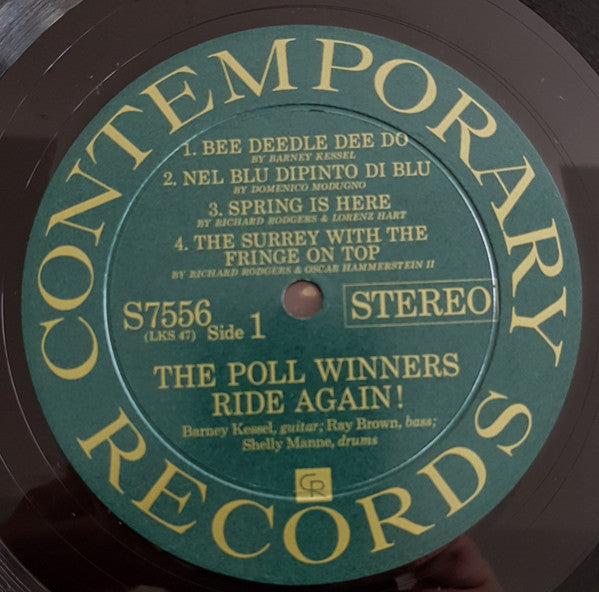 CONTEMPORARY
1. BEE DEEDLE DEE DO
BY BARNEY KESSEL
2. NEL BLU DIPINTO DI BLU
BY DOMENICO MODUGNO
3. SPRING IS HERE
BY RICHARD RODGERS & LORENZ HART
4. THE SURREY WITH THE
FRINGE ON TOP
BY RICHARD RODGERS & OSCAR HAMMERSTEIN II
S7556
(LKS 47) Side 1
STEREO
THE POLL WINNERS
RIDE AGAIN!
Barney Kessel, guitar; Ray Brown, bass;
Shelly Manne, drums
CR
RECORDS